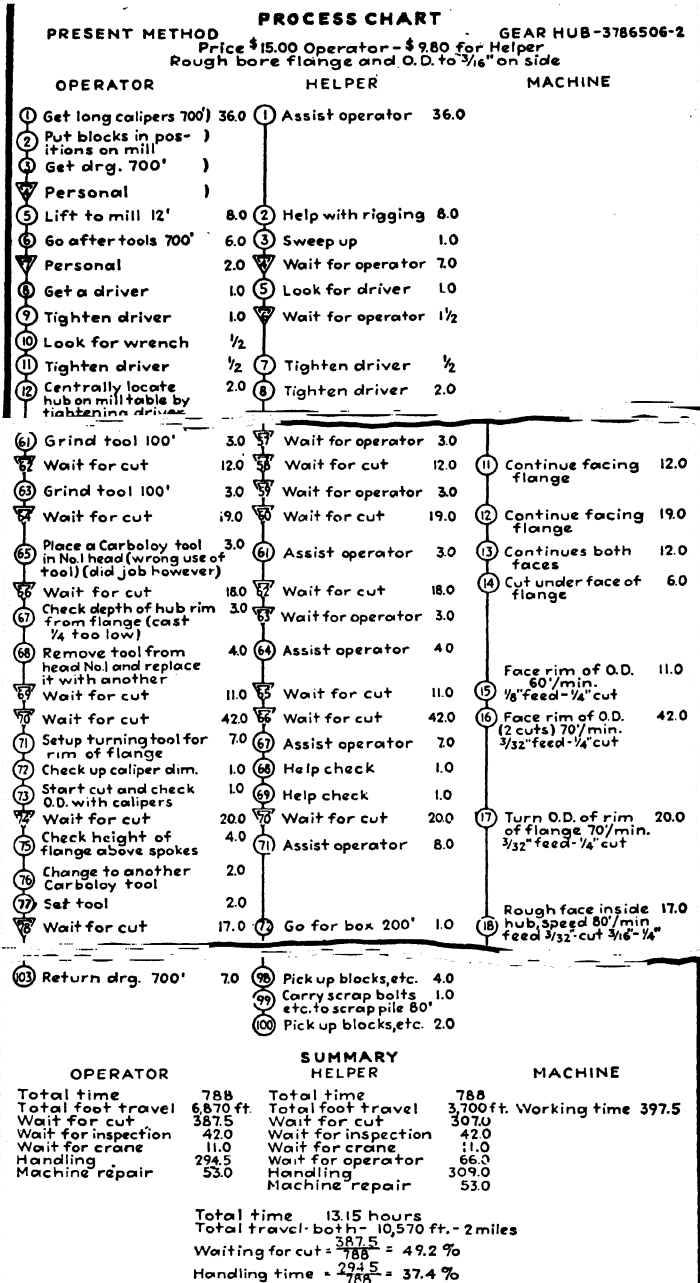 PROCESS CHART
PRESENT METHOD
GEAR HUB-3786506-2
Price $15.00 Operator-$9.80 for Helper
Rough bore flange and O.D. to 3/16" on side
OPERATOR
HELPER
MACHINE
1 Get long calipers 700') 36.0
1 Assist operator 36.0
2 Put blocks in pos- )
itions on mill
3 Get drg. 700' )
Personal )
5 Lift to mill 12' 8.0
2 Help with rigging 8.0
6 Go after tools 700' 6.0
3 Sweep up 1.0
7 Personal 2.0
4 Wait for operator 7.0
8 Get a driver 1.0
5 Look for driver 1.0
9 Tighten driver 1.0
Wait for operator 1½
10 Look for wrench ½
11 Tighten driver ½
7 Tighten driver ½
12 Centrally locate 2.0
hub on mill table by
tightening driver
8 Tighten driver 2.0
61 Grind tool 100' 3.0
57 Wait for operator 3.0
62 Wait for cut 12.0
58 Wait for cut 12.0
11 Continue facing 12.0
flange
63 Grind tool 100' 3.0
59 Wait for operator 3.0
64 Wait for cut 19.0
60 Wait for cut 19.0
12 Continue facing 19.0
flange
65 Place a Carboloy tool 3.0
in No.1 head (wrong use of
tool) (did job however)
61 Assist operator 3.0
13 Continues both 12.0
faces
66 Wait for cut 18.0
62 Wait for cut 18.0
14 Cut under face of 6.0
flange
67 Check depth of hub rim 3.0
from flange (cast
¼ too low)
63 Wait for operator 3.0
68 Remove tool from 4.0
head No.1 and replace
it with another
64 Assist operator 4.0
69 Wait for cut 11.0
65 Wait for cut 11.0
15 Face rim of O.D. 11.0
60'/min.
1/8" feed-¼" cut
70 Wait for cut 42.0
66 Wait for cut 42.0
16 Face rim of O.D. 42.0
(2 cuts) 70'/min.
3/32" feed-¼" cut
71 Setup turning tool for 7.0
rim of flange
67 Assist operator 7.0
72 Check up caliper dim. 1.0
68 Help check 1.0
73 Start cut and check 1.0
O.D. with calipers
69 Help check 1.0
74 Wait for cut 20.0
70 Wait for cut 20.0
17 Turn O.D. of rim 20.0
of flange 70'/min.
3/32" feed-¼" cut
75 Check height of 4.0
flange above spokes
71 Assist operator 8.0
76 Change to another 2.0
Carboloy tool
77 Set tool 2.0
78 Wait for cut 17.0
72 Go for box 200' 1.0
18 Rough face inside 17.0
hub, speed 80'/min
feed 3/32-cut 3/16"-¼"
103 Return drg. 700' 7.0
98 Pick up blocks, etc. 4.0
99 Carry scrap bolts 1.0
etc. to scrap pile 80'
100 Pick up blocks, etc. 2.0
SUMMARY
OPERATOR
HELPER
MACHINE
Total time 788
Total foot travel 6,870 ft.
Wait for cut 387.5
Wait for inspection 42.0
Wait for crane 11.0
Handling 294.5
Machine repair 53.0
Total time 788
Total foot travel 3,700 ft.
Wait for cut 307.0
Wait for inspection 42.0
Wait for crane 11.0
Wait for operator 66.0
Handling 309.0
Machine repair 53.0
Working time 397.5
Total time 13.15 hours
Total travel-both- 10,570 ft.-2 miles
Waiting for cut = 387.5/788 = 49.2 %
Handling time = 294.5/788 = 37.4 %